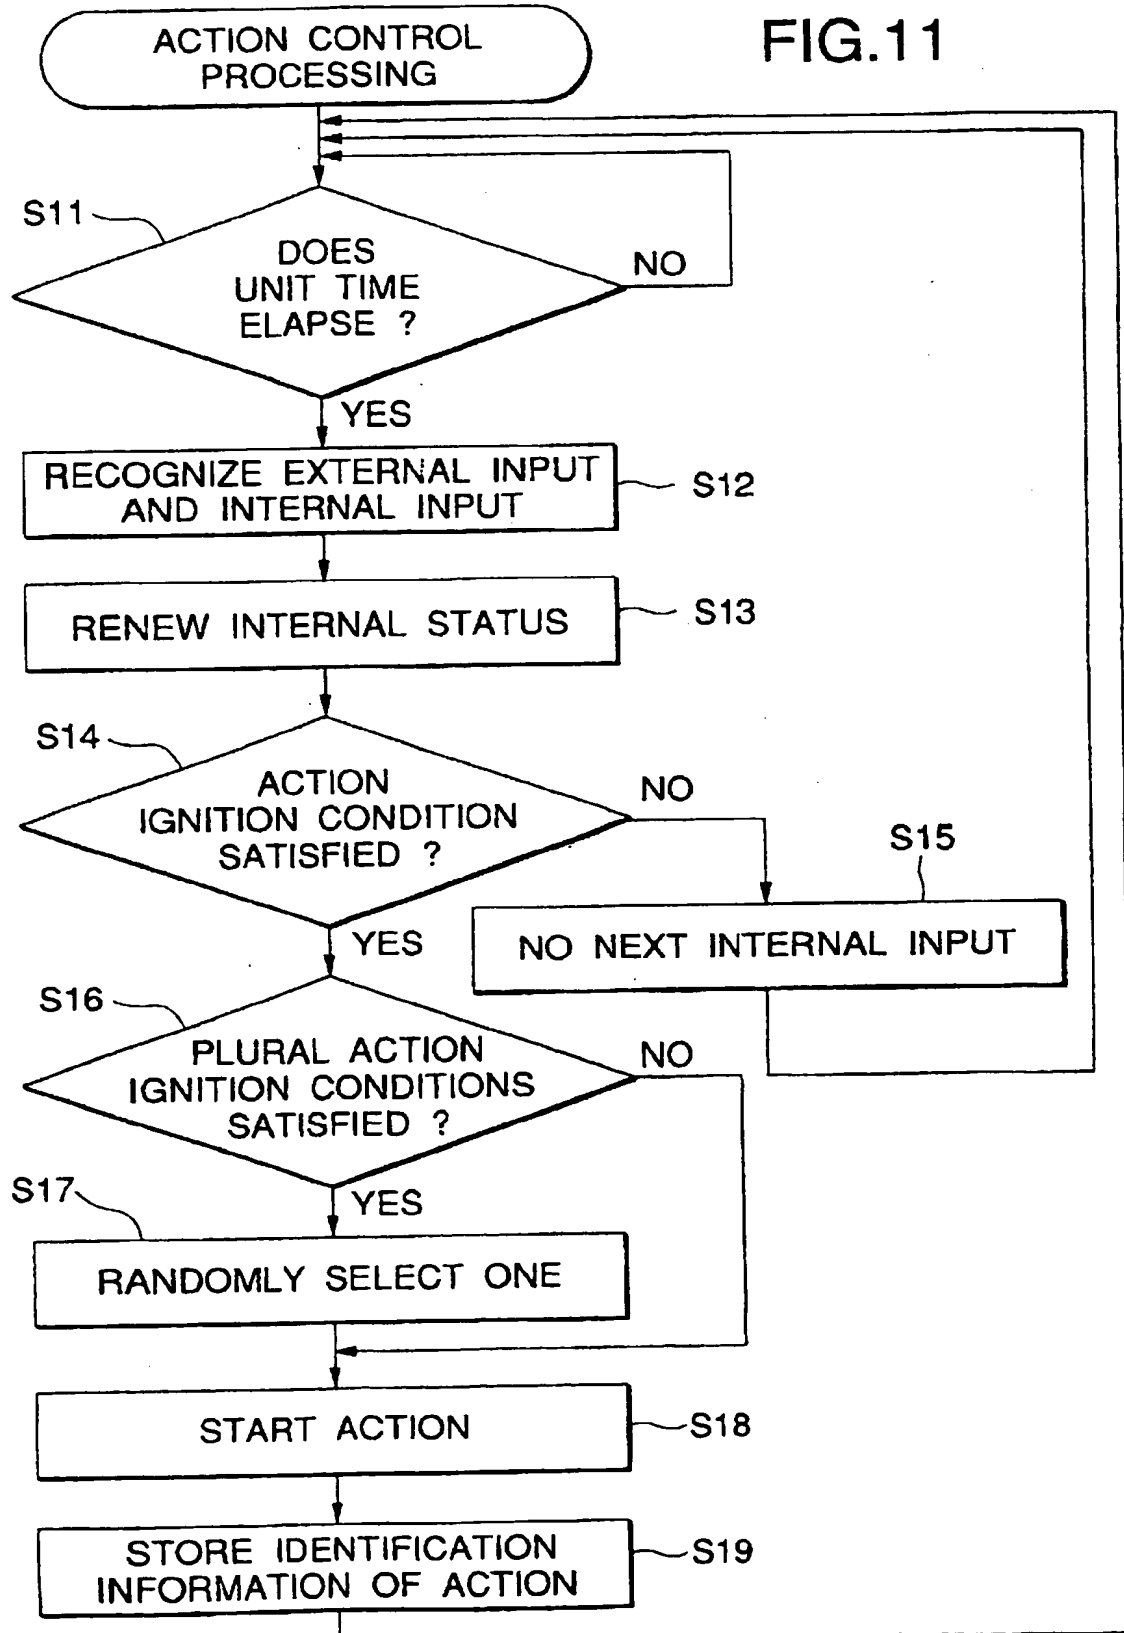 FIG.11
ACTION CONTROL
PROCESSING
S11
DOES
UNIT TIME
ELAPSE ?
NO
YES
RECOGNIZE EXTERNAL INPUT
AND INTERNAL INPUT
S12
RENEW INTERNAL STATUS
S13
S14
ACTION
IGNITION CONDITION
SATISFIED ?
NO
S15
YES
NO NEXT INTERNAL INPUT
S16
PLURAL ACTION
IGNITION CONDITIONS
SATISFIED ?
NO
S17
YES
RANDOMLY SELECT ONE
START ACTION
S18
STORE IDENTIFICATION
INFORMATION OF ACTION
S19